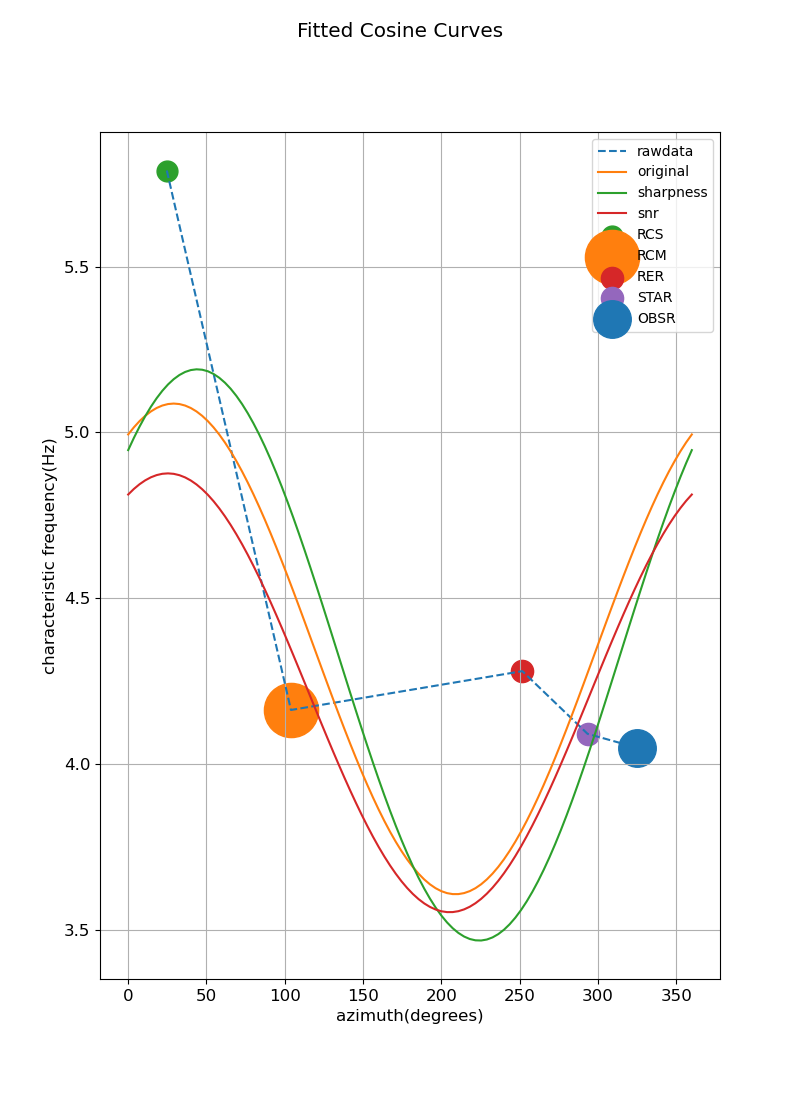 Fitted Cosine Curves
rawdata
original
sharpness
snr
RCS
RCM
RER
STAR
OBSR
5.5
5.0
4.5
4.0
3.5
characteristic frequency(Hz)
0 50 100 150 200 250 300 350
azimuth(degrees)